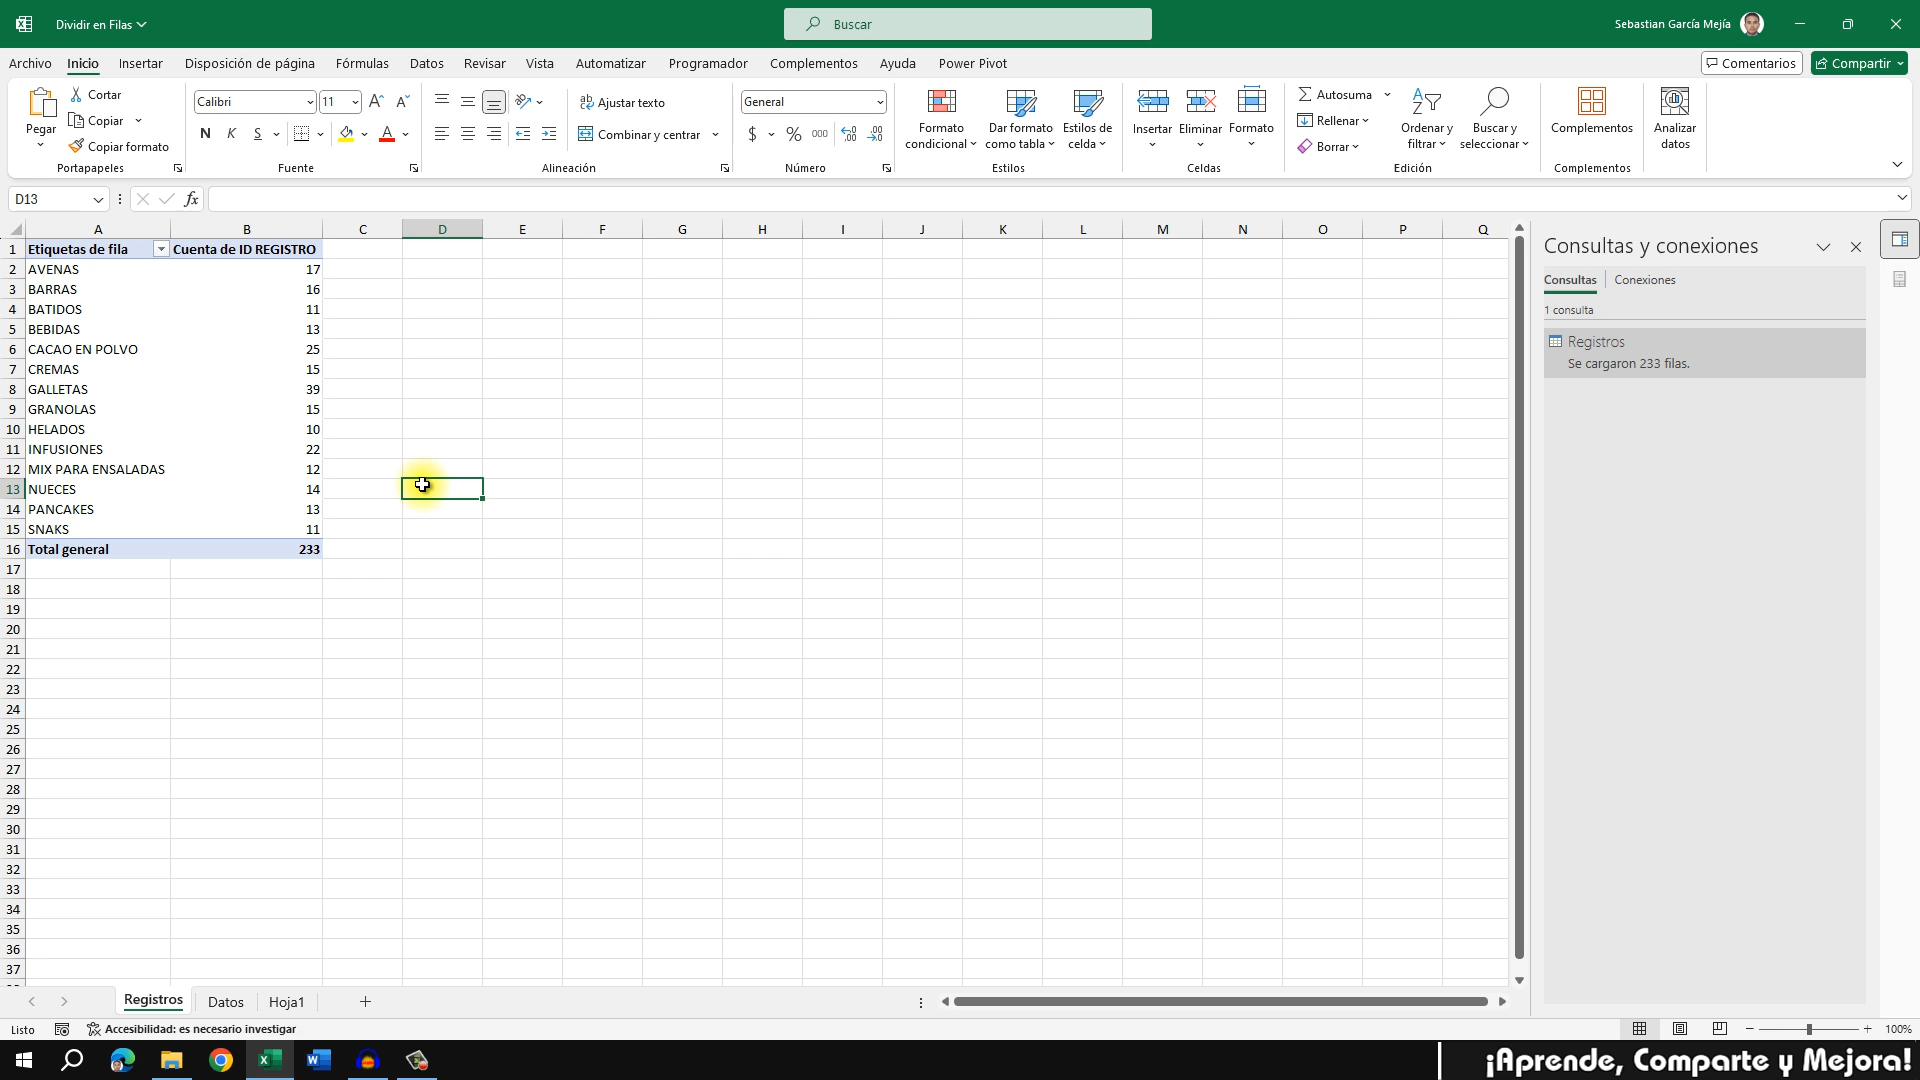 Dividir en Filas
Buscar
Sebastian García Mejía
Archivo Inicio Insertar Disposición de página Fórmulas Datos Revisar Vista Automatizar Programador Complementos Ayuda Power Pivot
Comentarios Compartir
Pegar
Cortar
Copiar
Copiar formato
Portapapeles
Calibri 11
N K S
Fuente
Ajustar texto
Combinar y centrar
Alineación
General
$ % 000
Número
Formato condicional
Dar formato como tabla
Estilos de celda
Estilos
Insertar Eliminar Formato
Celdas
Autosuma
Rellenar
Borrar
Ordenar y filtrar
Buscar y seleccionar
Edición
Complementos
Complementos
Analizar datos
D13
fx
A B C D E F G H I J K L M N O P Q
1 Etiquetas de fila Cuenta de ID REGISTRO
2 AVENAS 17
3 BARRAS 16
4 BATIDOS 11
5 BEBIDAS 13
6 CACAO EN POLVO 25
7 CREMAS 15
8 GALLETAS 39
9 GRANOLAS 15
10 HELADOS 10
11 INFUSIONES 22
12 MIX PARA ENSALADAS 12
13 NUECES 14
14 PANCAKES 13
15 SNAKS 11
16 Total general 233
17
18
19
20
21
22
23
24
25
26
27
28
29
30
31
32
33
34
35
36
37
Consultas y conexiones
Consultas Conexiones
1 consulta
Registros
Se cargaron 233 filas.
Registros Datos Hoja1
Listo
Accesibilidad: es necesario investigar
100%
¡Aprende, Comparte y Mejora!